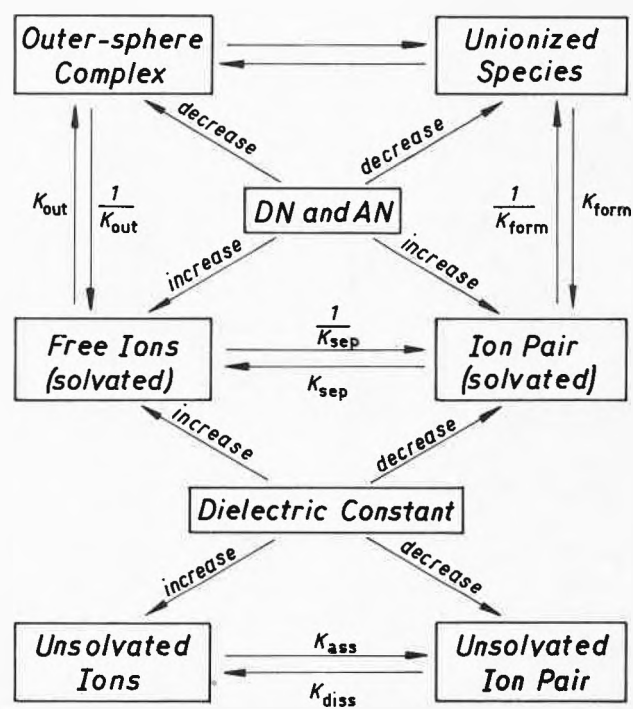 Outer-sphere
Complex
Unionized
Species
decrease
decrease
K_out
1/K_out
DN and AN
1/K_form
K_form
increase
increase
Free Ions
(solvated)
1/K_sep
K_sep
Ion Pair
(solvated)
increase
decrease
Dielectric Constant
increase
decrease
Unsolvated
Ions
K_ass
K_diss
Unsolvated
Ion Pair